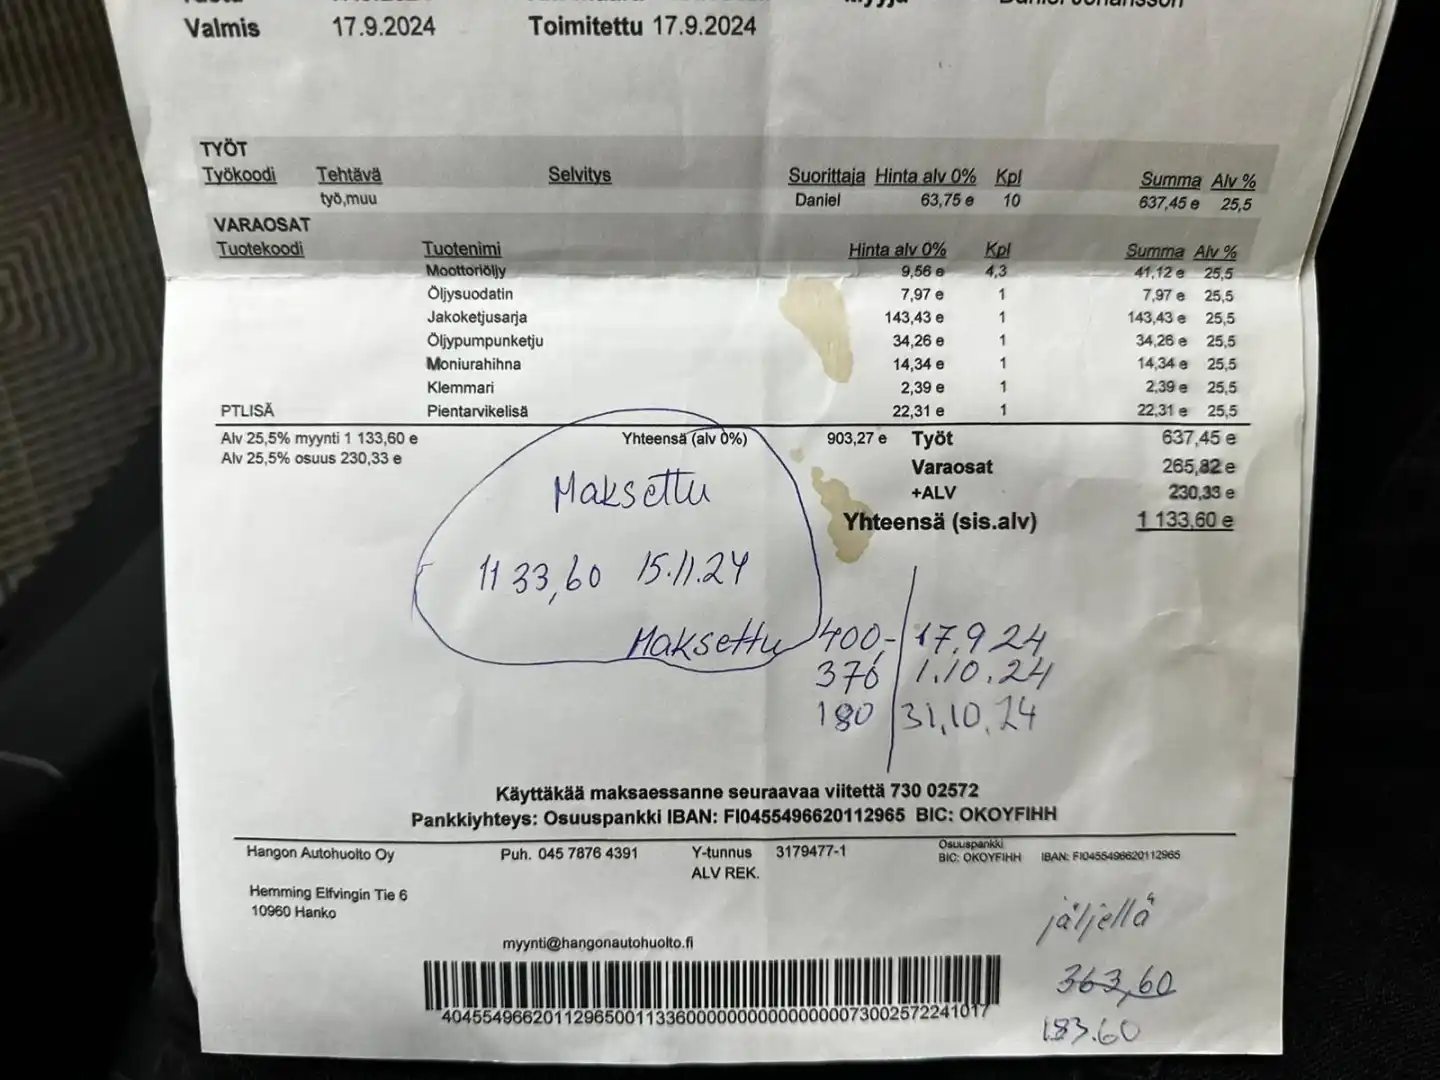 Valmis 17.9.2024 Toimitettu 17.9.2024
TYÖT
Työkoodi Tehtävä Selvitys Suorittaja Hinta alv 0% Kpl Summa Alv %
työ,muu Daniel 63,75 e 10 637,45 e 25,5
VARAOSAT
Tuotekoodi Tuotenimi Hinta alv 0% Kpl Summa Alv %
Moottoriöljy 9,56 e 4,3 41,12 e 25,5
Öljysuodatin 7,97 e 1 7,97 e 25,5
Jakoketjusarja 143,43 e 1 143,43 e 25,5
Öljypumpunketju 34,26 e 1 34,26 e 25,5
Moniurahihna 14,34 e 1 14,34 e 25,5
Klemmari 2,39 e 1 2,39 e 25,5
PTLISÄ Pientarvikelisä 22,31 e 1 22,31 e 25,5
Alv 25,5% myynti 1 133,60 e Yhteensä (alv 0%) 903,27 e Työt 637,45 e
Alv 25,5% osuus 230,33 e Varaosat 265,82 e
+ALV 230,33 e
Yhteensä (sis.alv) 1 133,60 e
Maksettu
1133,60 15.11.24
Maksettu 400,- 17.9.24
376 1.10.24
180 31.10.24
Käyttäkää maksaessanne seuraavaa viitettä 730 02572
Pankkiyhteys: Osuuspankki IBAN: FI0455496620112965 BIC: OKOYFIHH
Hangon Autohuolto Oy Puh. 045 7876 4391 Y-tunnus 3179477-1 Osuuspankki
ALV REK. BIC: OKOYFIHH IBAN: FI0455496620112965
Hemming Elfvingin Tie 6
10960 Hanko
myynti@hangonautohuolto.fi
jäljellä
363,60
183.60
404554966201129650011336000000000000000073002572241017